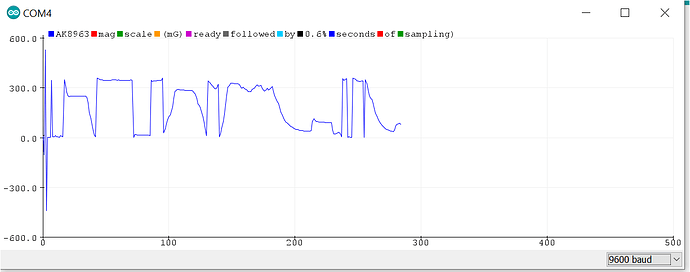 COM4
AK8963 mag scale (mG) ready followed by 0.6% seconds of sampling)
600.0
300.0
0.0
-300.0
-600.0
0 100 200 300 400 500
9600 baud